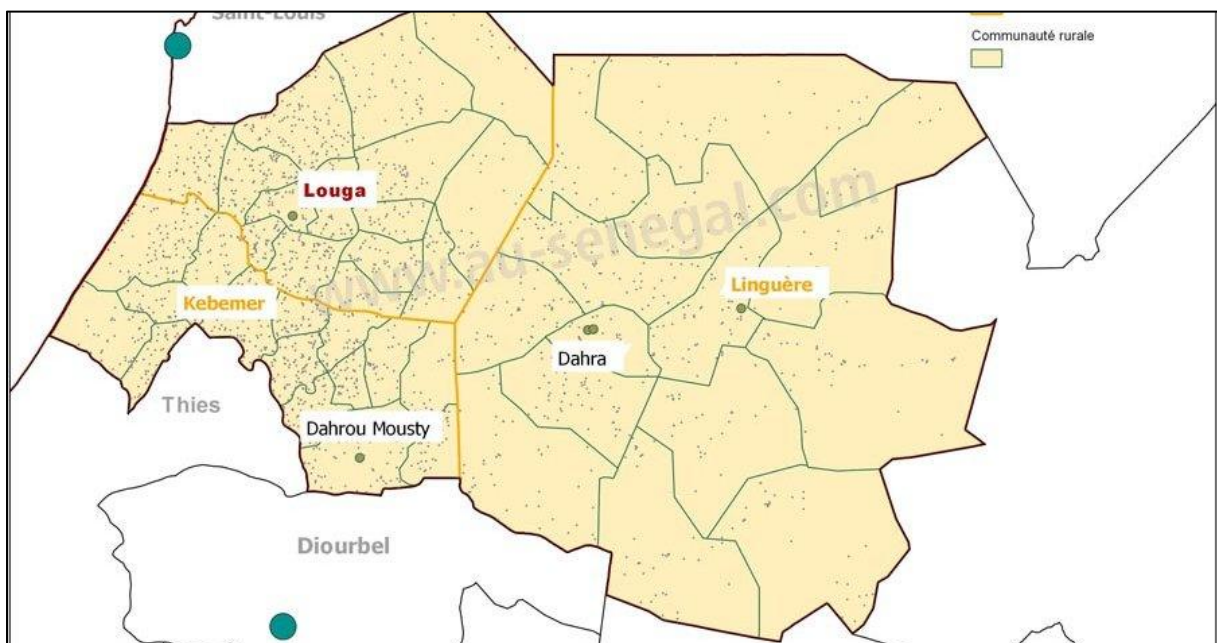 Saint-Louis
Communauté rurale
Louga
www.au-senegal.com
Linguère
Kebemer
Dahra
Thies
Dahrou Mousty
Diourbel